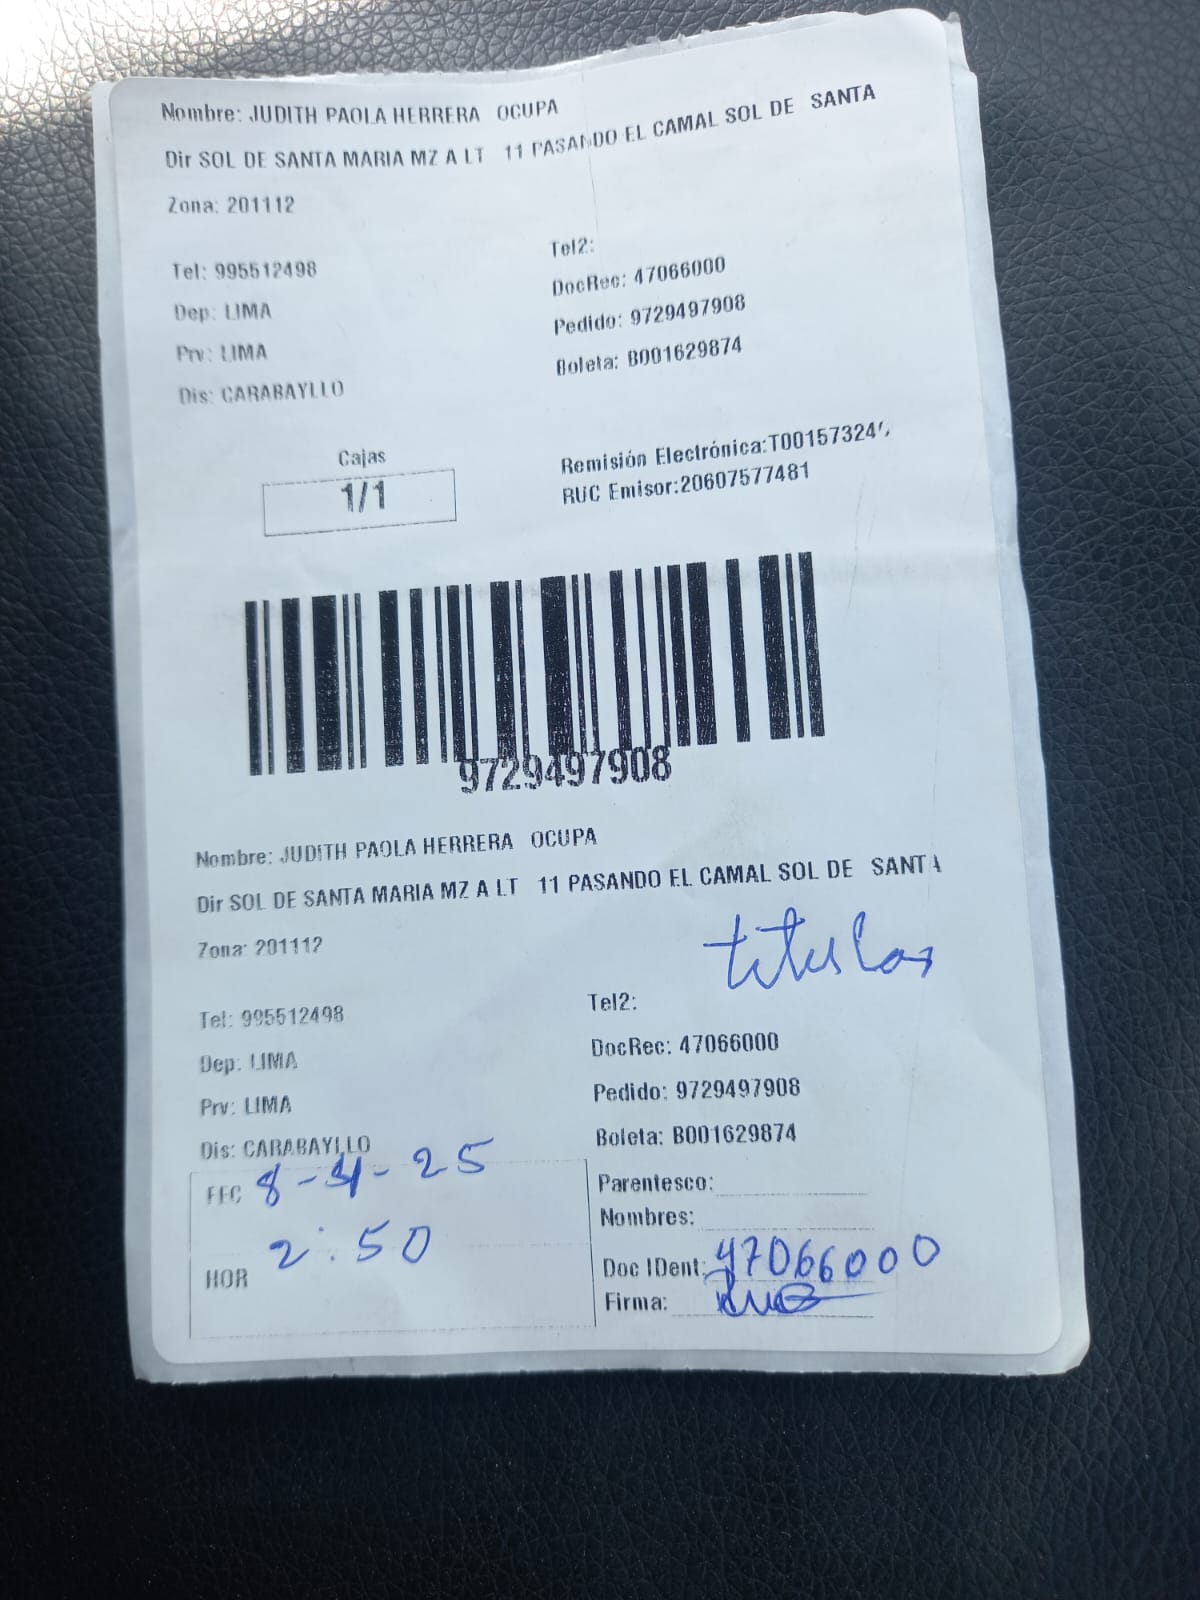 Nombre: JUDITH PAOLA HERRERA OCUPA
Dir SOL DE SANTA MARIA MZ A LT 11 PASANDO EL CAMAL SOL DE SANTA
Zona: 201112
Tel2:
Tel: 995512498
DocRec: 47066000
Dep: LIMA
Pedido: 9729497908
Prv: LIMA
Boleta: B001629874
Dis: CARABAYLLO
Cajas
1/1
Remisión Electrónica:T00157324
RUC Emisor:20607577481
9729497908
Nombre: JUDITH PAOLA HERRERA OCUPA
Dir SOL DE SANTA MARIA MZ A LT 11 PASANDO EL CAMAL SOL DE SANTA
Zona: 201112
titular
Tel2:
Tel: 995512498
DocRec: 47066000
Dep: LIMA
Pedido: 9729497908
Prv: LIMA
Boleta: B001629874
Dis: CARABAYLLO
FEC 8-4-25
Parentesco:
Nombres:
2:50
HOR
Doc IDent: 47066000
Firma: